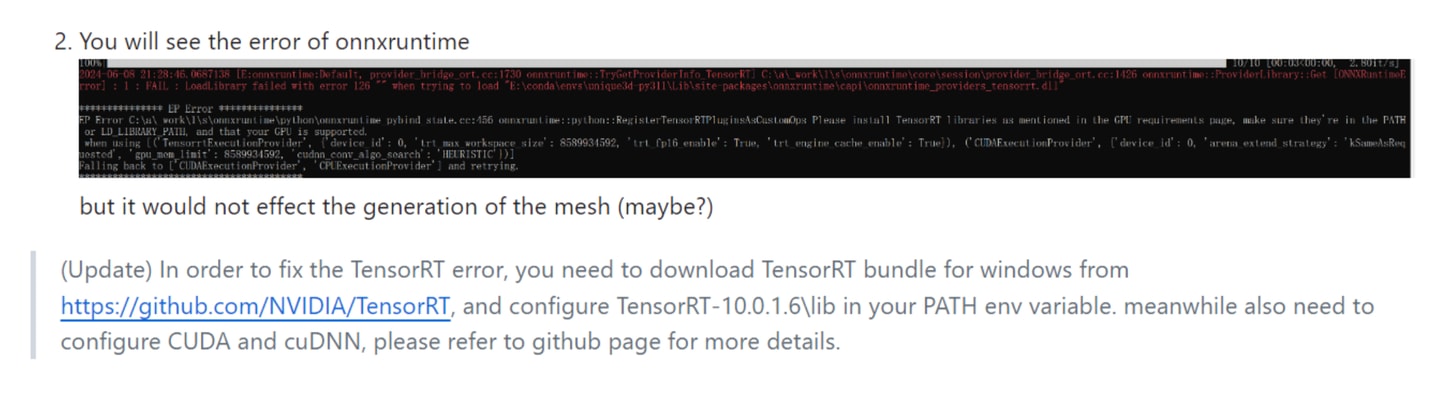 2. You will see the error of onnxruntime
100%
10/10 [00:03<00:00, 2.80it/s]
2024-06-08 21:28:46.0687138 [E:onnxruntime:Default, provider_bridge_ort.cc:1730 onnxruntime::TryGetProviderInfo_TensorRT] C:\a\_work\1\s\onnxruntime\core\session\provider_bridge_ort.cc:1426 onnxruntime::ProviderLibrary::Get [ONNXRuntimeE
rror] : 1 : FAIL : LoadLibrary failed with error 126 "" when trying to load "E:\conda\envs\unique3d-py311\Lib\site-packages\onnxruntime\capi\onnxruntime_providers_tensorrt.dll"
*************** EP Error ***************
EP Error C:\a\_work\1\s\onnxruntime\python\onnxruntime_pybind_state.cc:456 onnxruntime::python::RegisterTensorRTPluginsAsCustomOps Please install TensorRT libraries as mentioned in the GPU requirements page, make sure they're in the PATH
or LD_LIBRARY_PATH, and that your GPU is supported.
when using [('TensorrtExecutionProvider', {'device_id': 0, 'trt_max_workspace_size': 8589934592, 'trt_fp16_enable': True, 'trt_engine_cache_enable': True}), ('CUDAExecutionProvider', {'device_id': 0, 'arena_extend_strategy': 'kSameAsReq
uested', 'gpu_mem_limit': 8589934592, 'cudnn_conv_algo_search': 'HEURISTIC'})]
Falling back to ['CUDAExecutionProvider', 'CPUExecutionProvider'] and retrying.
****************************************
but it would not effect the generation of the mesh (maybe?)
(Update) In order to fix the TensorRT error, you need to download TensorRT bundle for windows from
https://github.com/NVIDIA/TensorRT, and configure TensorRT-10.0.1.6\lib in your PATH env variable. meanwhile also need to
configure CUDA and cuDNN, please refer to github page for more details.